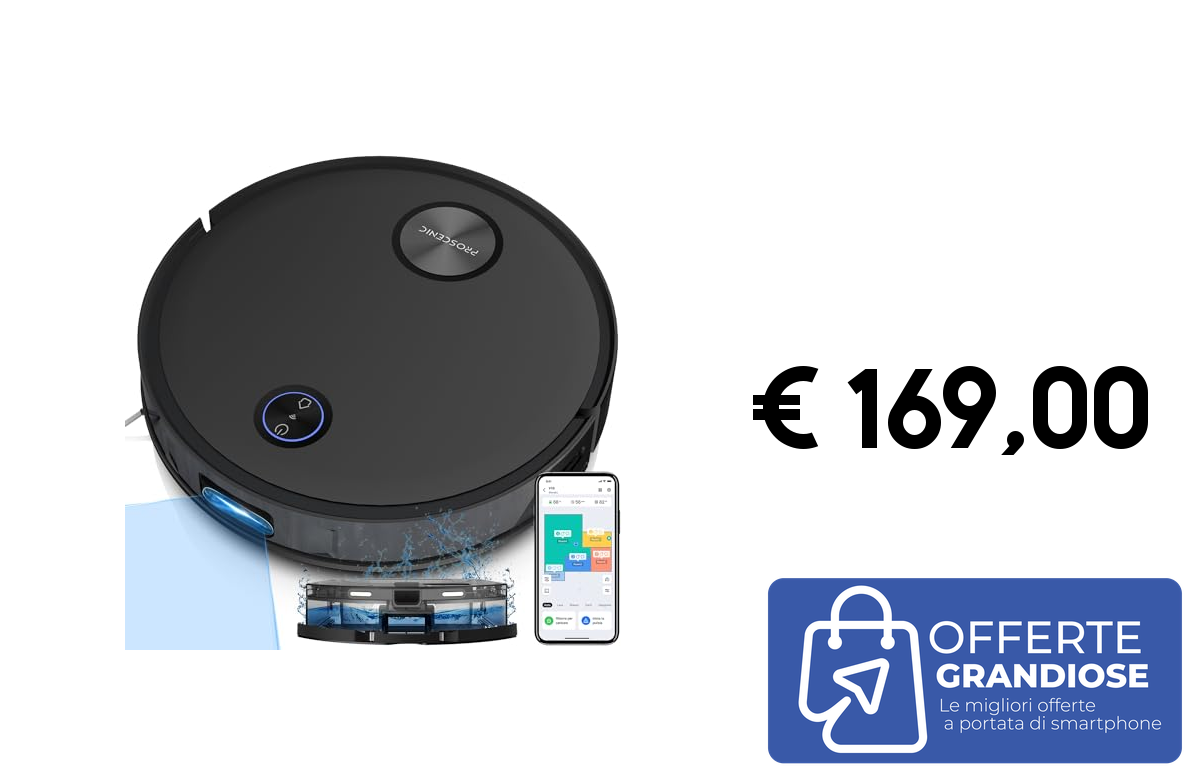 PROSCENIC
€ 169,00
OFFERTE
GRANDIOSE
Le migliori offerte
a portata di smartphone